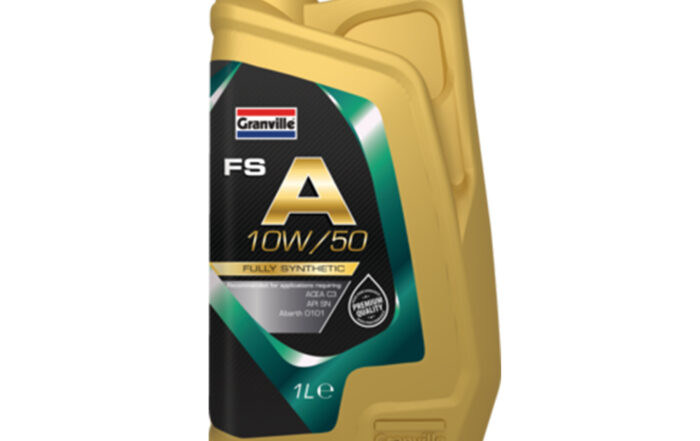 Granville
FS
A
10W/50
FULLY SYNTHETIC
Recommended for applications requiring:
ACEA C3
API SN
Abarth 0101
PREMIUM
QUALITY
1L℮
Granville